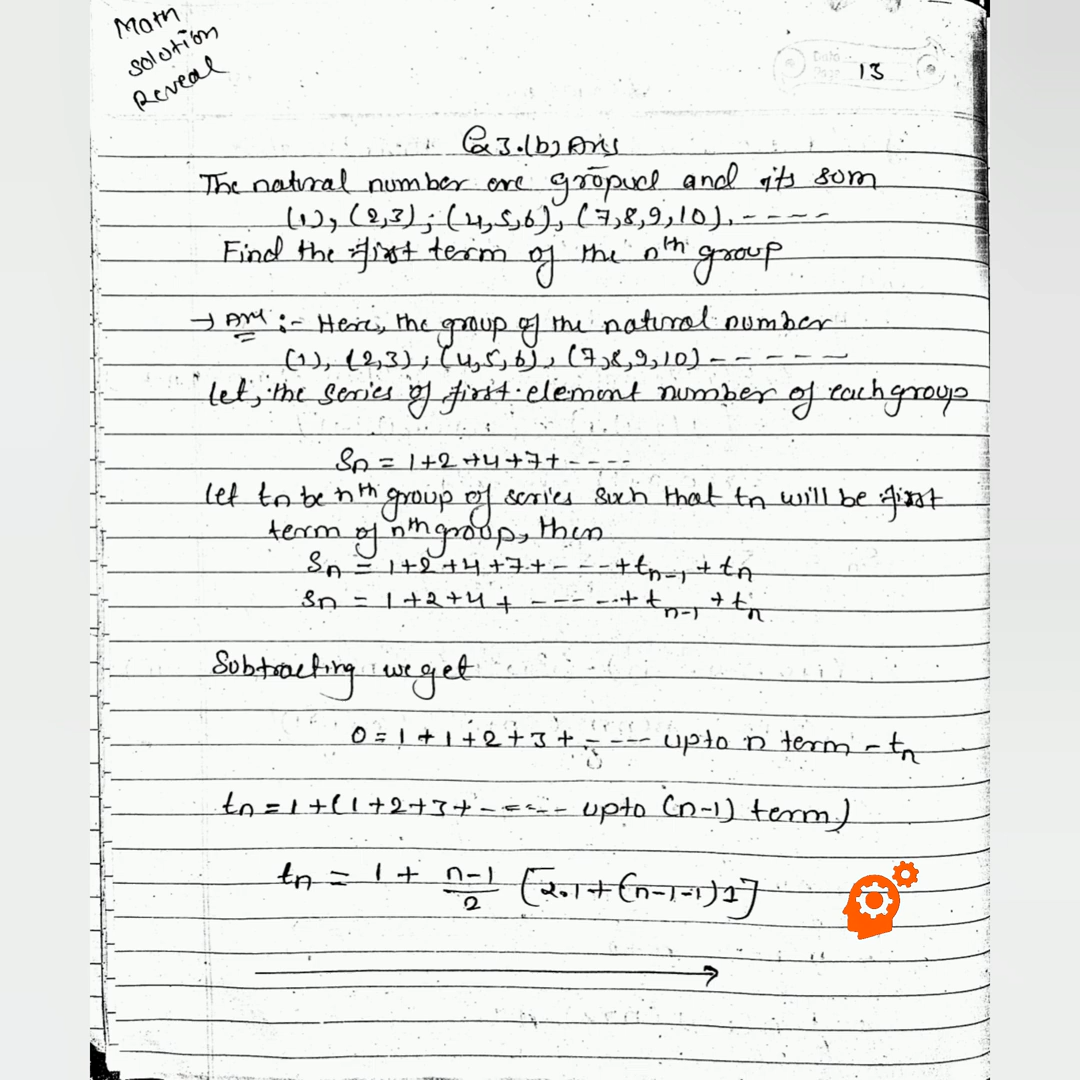 Math
solution
Reveal
Date
Page
13
Q3.(b) Ans
The natural number are gropued and its som
(1), (2,3); (4,5,6), (7,8,9,10), ----
Find the first term of the nth group
→ Ans :- Here, the group of the natural number
(1), (2,3), (4,5,6), (7,8,9,10) -----
let, the series of first element number of each group
Sn = 1+2+4+7+----
let tn be nth group of series such that tn will be first
term of nth group, then
Sn = 1+2+4+7+----+tn-1 + tn
Sn = 1+2+4+ ------+ tn-1 + tn
Subtracting we get
0 = 1+1+2+3+---- upto n term - tn
tn = 1+(1+2+3+----- upto (n-1) term)
tn = 1 + n-1/2 [2.1+(n-1-1)1]